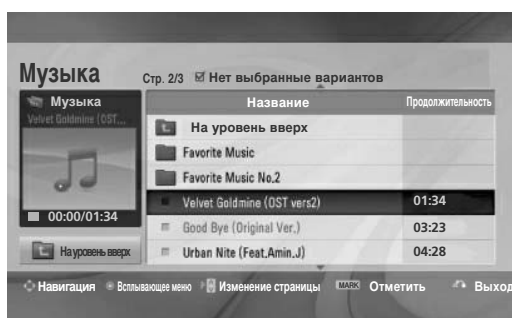 Музыка Стр. 2/3 Нет выбранные вариантов
Музыка
Velvet Goldmine (OST...
00:00/01:34
На уровень вверх
Название Продолжительность
На уровень вверх
Favorite Music
Favorite Music No.2
Velvet Goldmine (OST vers2) 01:34
Good Bye (Original Ver.) 03:23
Urban Nite (Feat.Amin.J) 04:28
Навигация Всплывающее меню Изменение страницы MARK Отметить Выход